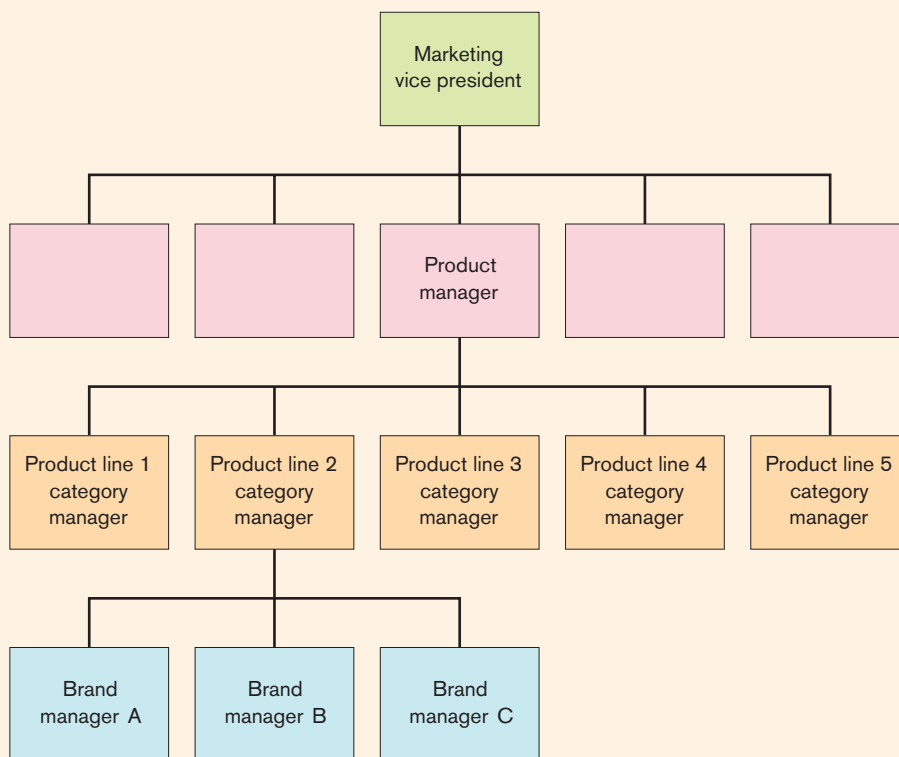 Marketing
vice president
Product
manager
Product line 1
category
manager
Product line 2
category
manager
Product line 3
category
manager
Product line 4
category
manager
Product line 5
category
manager
Brand
manager A
Brand
manager B
Brand
manager C